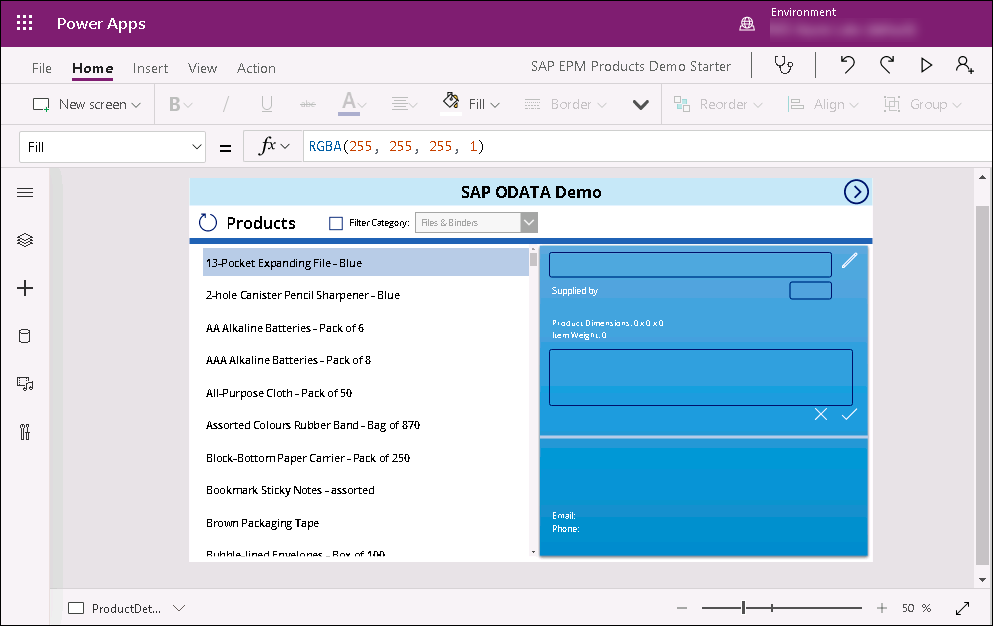 Power Apps
Environment
File Home Insert View Action SAP EPM Products Demo Starter
New screen B / U abc A Fill Border Reorder Align Group
Fill = fx RGBA(255, 255, 255, 1)
SAP ODATA Demo
Products Filter Category: Files & Binders
13-Pocket Expanding File - Blue
2-hole Canister Pencil Sharpener - Blue
AA Alkaline Batteries - Pack of 6
AAA Alkaline Batteries - Pack of 8
All-Purpose Cloth - Pack of 50
Assorted Colours Rubber Band - Bag of 870
Block-Bottom Paper Carrier - Pack of 250
Bookmark Sticky Notes - assorted
Brown Packaging Tape
Bubble-lined Envelopes - Box of 100
Supplied by
Product Dimensions: 0 x 0 x 0
Item Weight: 0
Email:
Phone:
ProductDet... 50 %